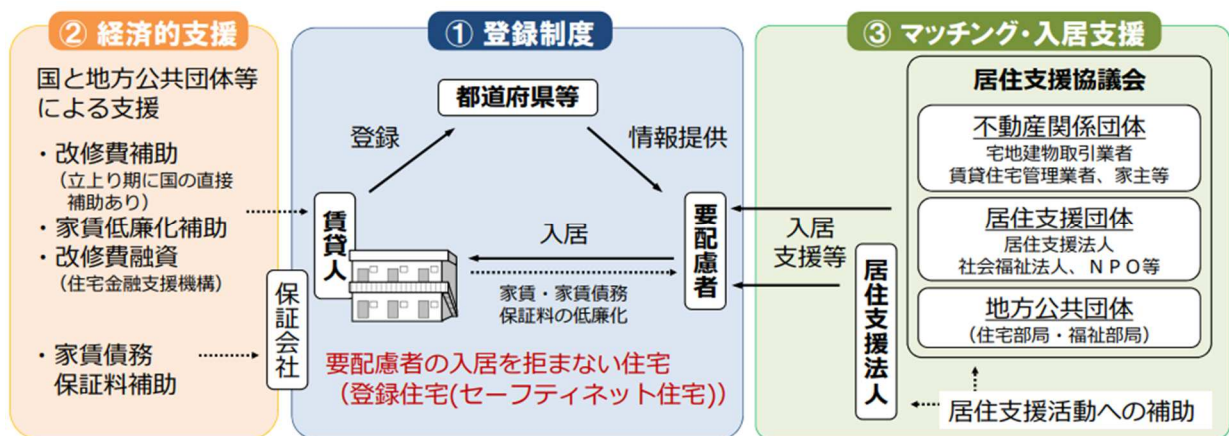 ② 経済的支援
国と地方公共団体等
による支援
・改修費補助
（立上り期に国の直接
補助あり）
・家賃低廉化補助
・改修費融資
（住宅金融支援機構）
・家賃債務
保証料補助
① 登録制度
都道府県等
登録
情報提供
賃貸人
保証会社
入居
家賃・家賃債務
保証料の低廉化
要配慮者
要配慮者の入居を拒まない住宅
（登録住宅(セーフティネット住宅)）
③ マッチング・入居支援
入居
支援等
居住支援法人
居住支援協議会
不動産関係団体
宅地建物取引業者
賃貸住宅管理業者、家主等
居住支援団体
居住支援法人
社会福祉法人、ＮＰＯ等
地方公共団体
（住宅部局・福祉部局）
居住支援活動への補助